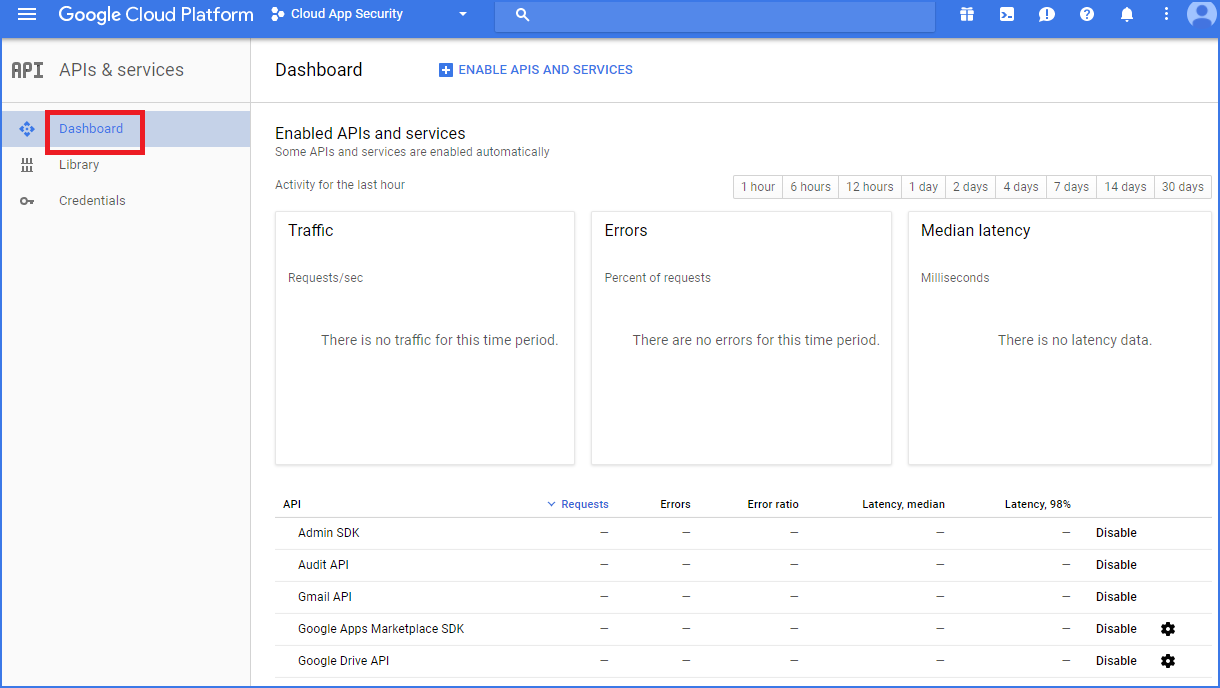 Google Cloud Platform Cloud App Security
API APIs & services
Dashboard ENABLE APIS AND SERVICES
Dashboard
Library
Credentials
Enabled APIs and services
Some APIs and services are enabled automatically
Activity for the last hour
1 hour 6 hours 12 hours 1 day 2 days 4 days 7 days 14 days 30 days
Traffic
Requests/sec
There is no traffic for this time period.
Errors
Percent of requests
There are no errors for this time period.
Median latency
Milliseconds
There is no latency data.
API Requests Errors Error ratio Latency, median Latency, 98%
Admin SDK — — — — — Disable
Audit API — — — — — Disable
Gmail API — — — — — Disable
Google Apps Marketplace SDK — — — — — Disable
Google Drive API — — — — — Disable